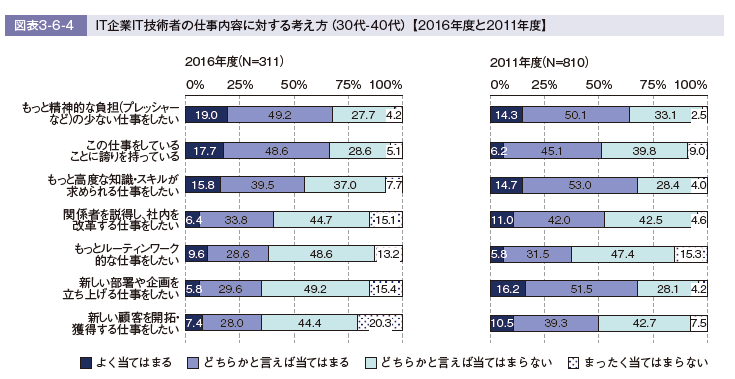 図表3-6-4 IT企業IT技術者の仕事内容に対する考え方（30代-40代）【2016年度と2011年度】
2016年度(N=311) 2011年度(N=810)
0% 25% 50% 75% 100% 0% 25% 50% 75% 100%
もっと精神的な負担(プレッシャー
など)の少ない仕事をしたい
19.0 49.2 27.7 4.2 14.3 50.1 33.1 2.5
この仕事をしている
ことに誇りを持っている
17.7 48.6 28.6 5.1 6.2 45.1 39.8 9.0
もっと高度な知識・スキルが
求められる仕事をしたい
15.8 39.5 37.0 7.7 14.7 53.0 28.4 4.0
関係者を説得し、社内を
改革する仕事をしたい
6.4 33.8 44.7 15.1 11.0 42.0 42.5 4.6
もっとルーティンワーク
的な仕事をしたい
9.6 28.6 48.6 13.2 5.8 31.5 47.4 15.3
新しい部署や企画を
立ち上げる仕事をしたい
5.8 29.6 49.2 15.4 16.2 51.5 28.1 4.2
新しい顧客を開拓・
獲得する仕事をしたい
7.4 28.0 44.4 20.3 10.5 39.3 42.7 7.5
よく当てはまる どちらかと言えば当てはまる どちらかと言えば当てはまらない まったく当てはまらない